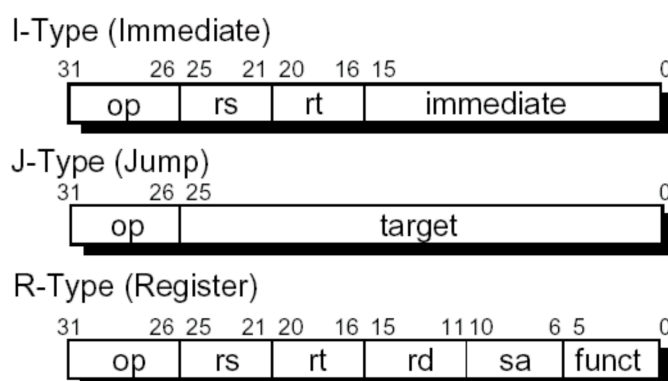 I-Type (Immediate)
31 26 25 21 20 16 15 0
op rs rt immediate
J-Type (Jump)
31 26 25 0
op target
R-Type (Register)
31 26 25 21 20 16 15 11 10 6 5 0
op rs rt rd sa funct